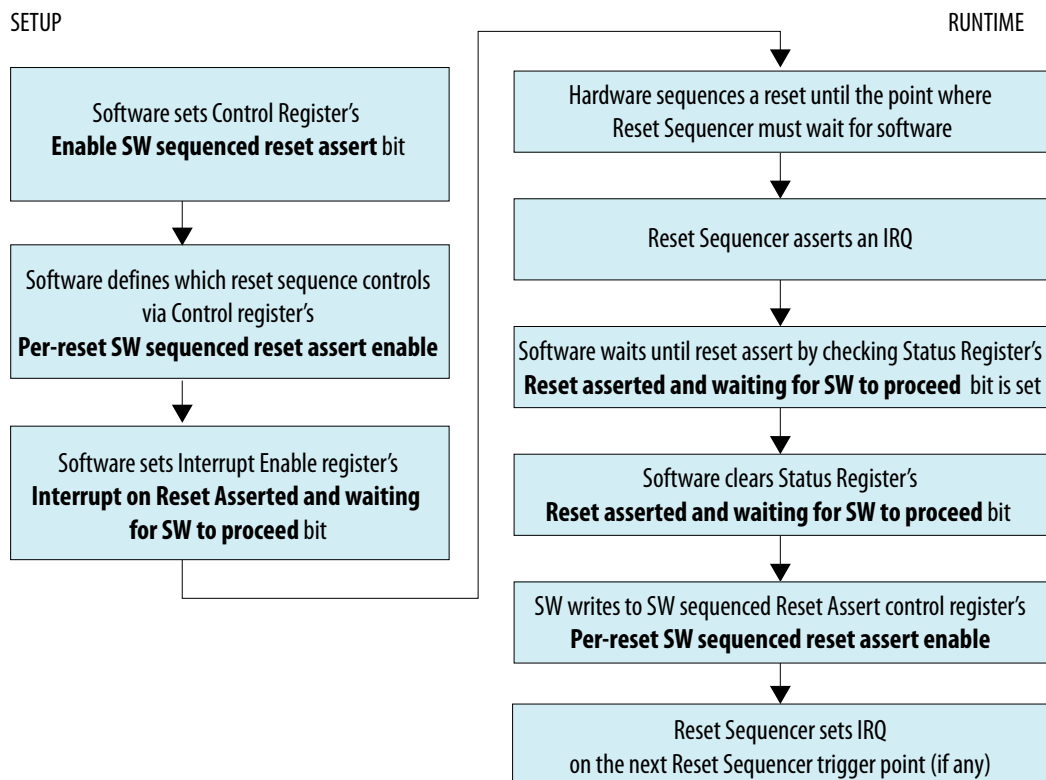 SETUP
Software sets Control Register’s
Enable SW sequenced reset assert bit
Software defines which reset sequence controls
via Control register’s
Per-reset SW sequenced reset assert enable
Software sets Interrupt Enable register’s
Interrupt on Reset Asserted and waiting
for SW to proceed bit
RUNTIME
Hardware sequences a reset until the point where
Reset Sequencer must wait for software
Reset Sequencer asserts an IRQ
Software waits until reset assert by checking Status Register’s
Reset asserted and waiting for SW to proceed bit is set
Software clears Status Register’s
Reset asserted and waiting for SW to proceed bit
SW writes to SW sequenced Reset Assert control register’s
Per-reset SW sequenced reset assert enable
Reset Sequencer sets IRQ
on the next Reset Sequencer trigger point (if any)